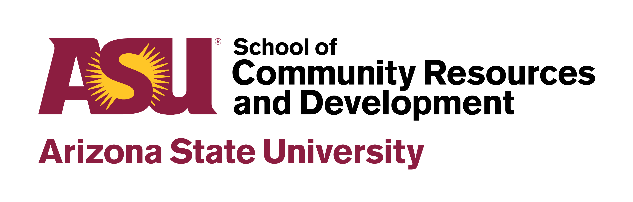 ASU® School of
Community Resources
and Development
Arizona State University